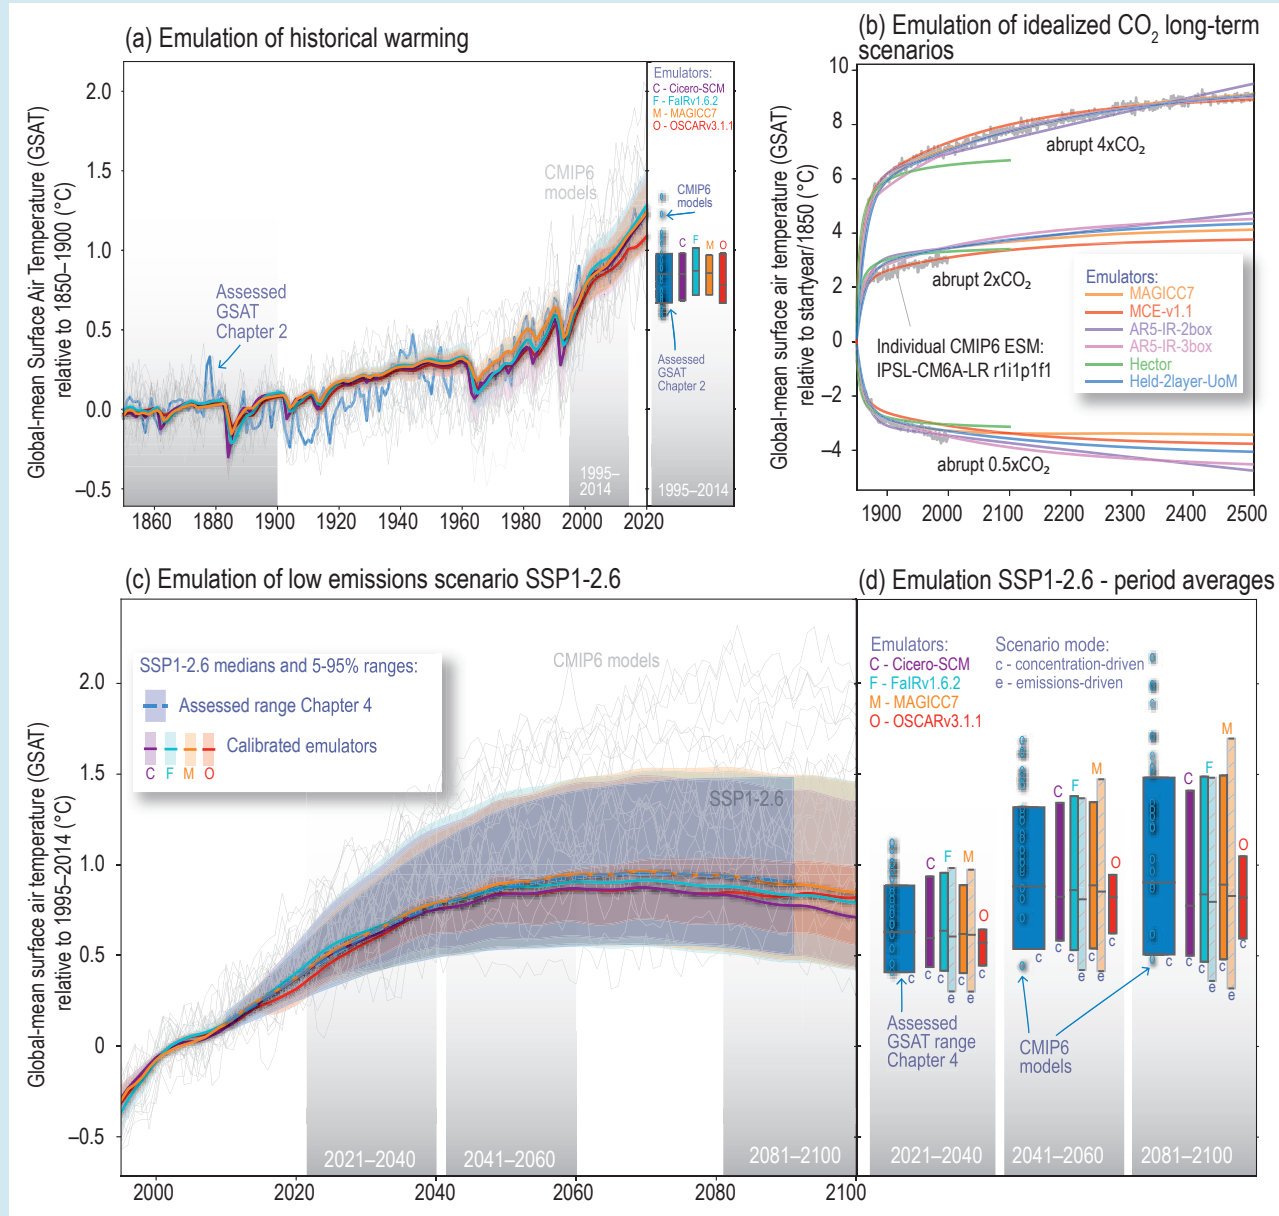 (a) Emulation of historical warming
Global-mean Surface Air Temperature (GSAT)
relative to 1850–1900 (°C)
2.0
1.5
1.0
0.5
0.0
–0.5
1860
1880
1900
1920
1940
1960
1980
2000
2020
Assessed
GSAT
Chapter 2
CMIP6
models
1995–
2014
Emulators:
C - Cicero-SCM
F - FaIRv1.6.2
M - MAGICC7
O - OSCARv3.1.1
CMIP6
models
C
F
M
O
Assessed
GSAT
Chapter 2
1995–2014
(b) Emulation of idealized CO₂ long-term
scenarios
Global-mean surface air temperature (GSAT)
relative to startyear/1850 (°C)
10
8
6
4
2
0
–2
–4
1900
2000
2100
2200
2300
2400
2500
abrupt 4xCO₂
abrupt 2xCO₂
Individual CMIP6 ESM:
IPSL-CM6A-LR r1i1p1f1
abrupt 0.5xCO₂
Emulators:
MAGICC7
MCE-v1.1
AR5-IR-2box
AR5-IR-3box
Hector
Held-2layer-UoM
(c) Emulation of low emissions scenario SSP1-2.6
Global-mean surface air temperature (GSAT)
relative to 1995–2014 (°C)
2.0
1.5
1.0
0.5
0
–0.5
2000
2020
2040
2060
2080
2100
SSP1-2.6 medians and 5-95% ranges:
Assessed range Chapter 4
Calibrated emulators
C F M O
CMIP6 models
SSP1-2.6
2021–2040
2041–2060
2081–2100
(d) Emulation SSP1-2.6 - period averages
Emulators:
C - Cicero-SCM
F - FaIRv1.6.2
M - MAGICC7
O - OSCARv3.1.1
Scenario mode:
c - concentration-driven
e - emissions-driven
C
F
M
O
c
c
c
e
c
e
c
C
F
M
O
c
c
c
e
c
e
c
C
F
M
O
c
c
c
e
c
e
c
Assessed
GSAT range
Chapter 4
CMIP6
models
2021–2040
2041–2060
2081–2100